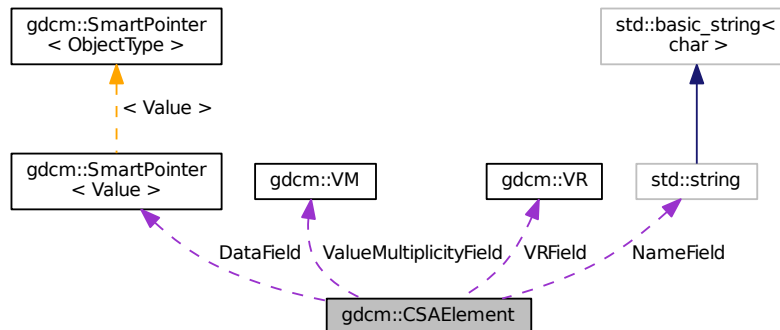 gdcm::SmartPointer
< ObjectType >
std::basic_string<
char >
< Value >
gdcm::SmartPointer
< Value >
gdcm::VM
gdcm::VR
std::string
DataField
ValueMultiplicityField
VRField
NameField
gdcm::CSAElement